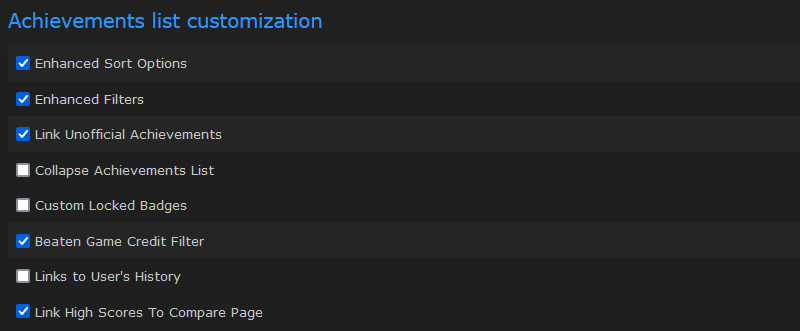 Achievements list customization
Enhanced Sort Options
Enhanced Filters
Link Unofficial Achievements
Collapse Achievements List
Custom Locked Badges
Beaten Game Credit Filter
Links to User's History
Link High Scores To Compare Page